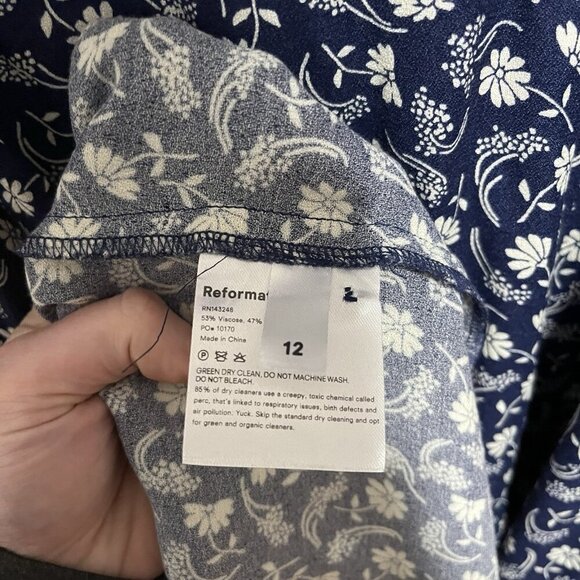 Reforma
RN143248
53% Viscose, 47%
PO# 10170
Made in China
12
GREEN DRY CLEAN, DO NOT MACHINE WASH.
DO NOT BLEACH.
85% of dry cleaners use a creepy, toxic chemical called
perc, that's linked to respiratory issues, birth defects and
air pollution. Yuck. Skip the standard dry cleaning and opt
for green and organic cleaners.